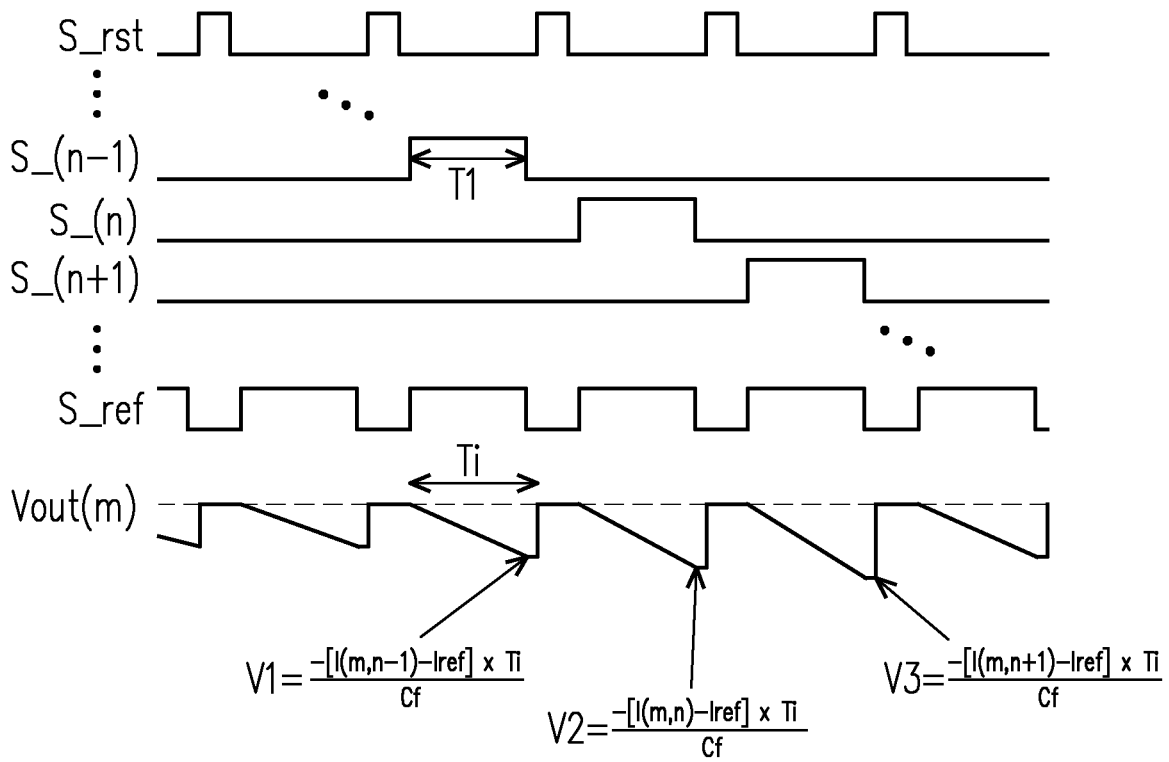 S_rst
S_(n-1)
T1
S_(n)
S_(n+1)
S_ref
Ti
Vout(m)
V1=-[I(m,n-1)-Iref] x Ti
Cf
V3=-[I(m,n+1)-Iref] x Ti
Cf
V2=-[I(m,n)-Iref] x Ti
Cf